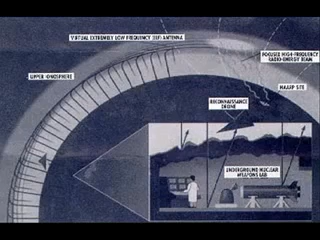 VIRTUAL EXTREMELY LOW FREQUENCY (ELF) ANTENNA
FOCUSED HIGH-FREQUENCY
RADIO-ENERGY BEAM
UPPER IONOSPHERE
HAARP SITE
RECONNAISSANCE
DRONE
UNDERGROUND NUCLEAR
WEAPONS LAB